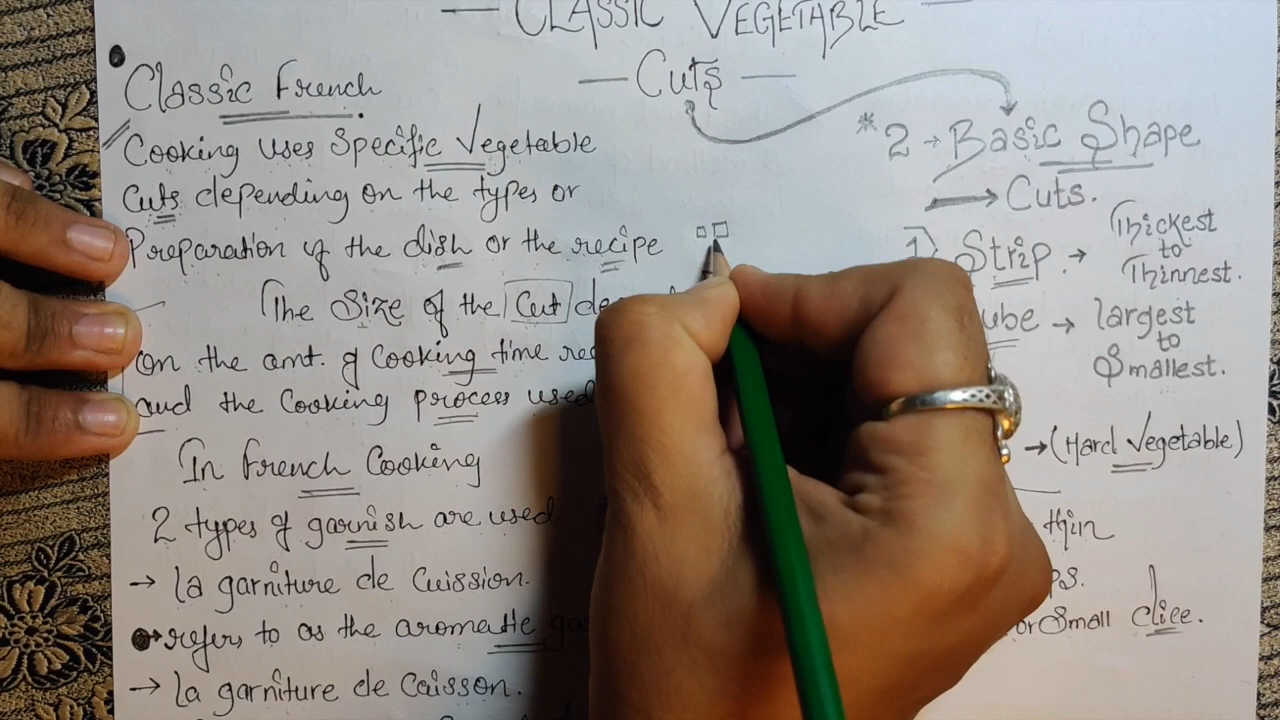 — CLASSIC VEGETABLE —
— Cuts —
Classic French
Cooking uses Specific Vegetable
Cuts depending on the types or
Preparation of the dish or the recipe
The Size of the Cut
on the amt. of Cooking time
and the Cooking process used
In French Cooking
2 types of garnish are used
→ la garniture de Cuission.
→ refers to as the aromatic
→ la garniture de Caisson.
* 2 → Basic Shape
→ Cuts.
1) Strip. → Thickest
to
Thinnest.
→ largest
to
Smallest.
→ (Hard Vegetable)
thin
or Small clice.